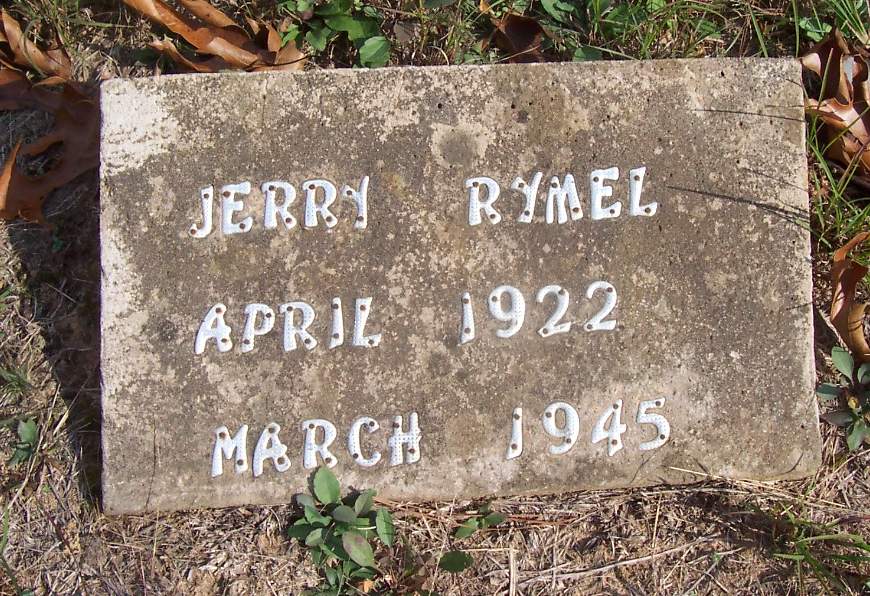 JERRY RYMEL
APRIL 1922
MARCH 1945